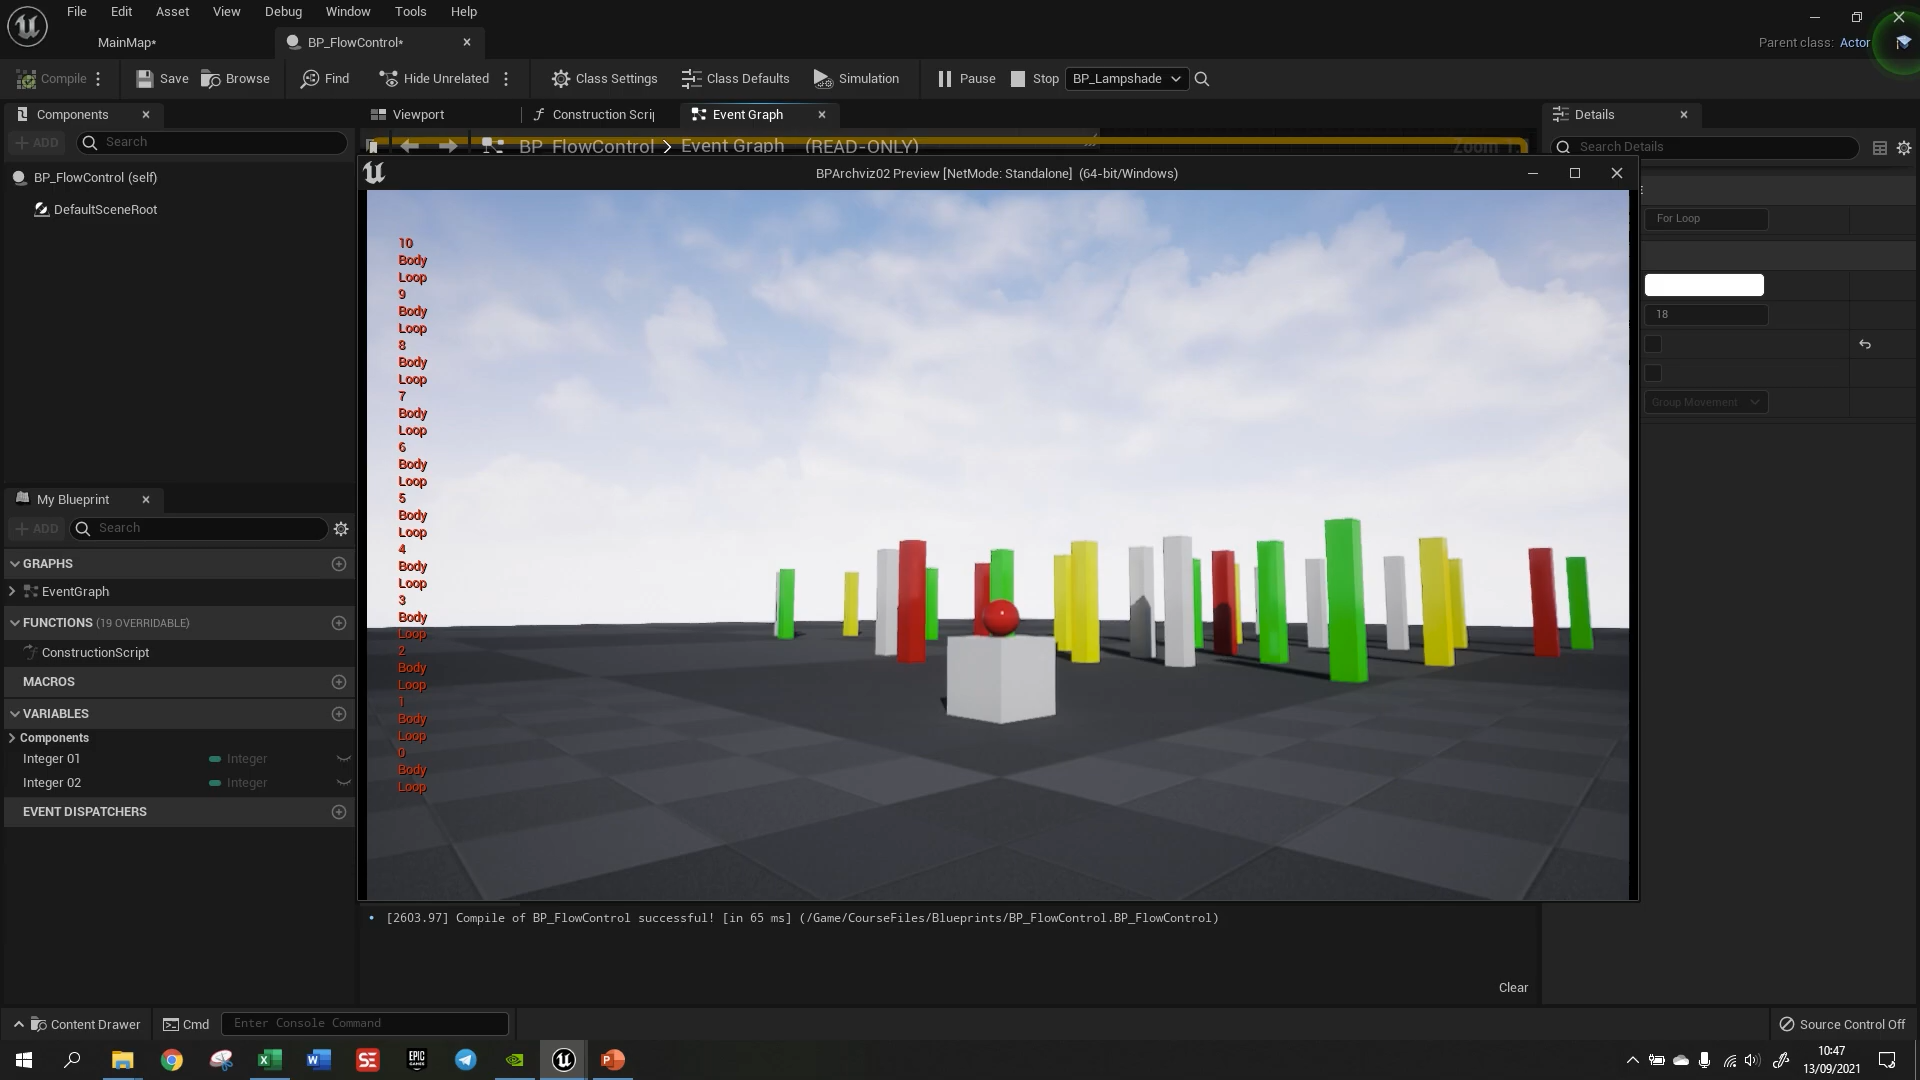 File Edit Asset View Debug Window Tools Help
MainMap* BP_FlowControl* Parent class: Actor
Compile Save Browse Find Hide Unrelated Class Settings Class Defaults Simulation Pause Stop BP_Lampshade
Components Viewport Construction Scrip Event Graph Details
ADD Search BP_FlowControl Event Graph (READ-ONLY) Search Details
BP_FlowControl (self)
BPArchviz02 Preview [NetMode: Standalone] (64-bit/Windows)
DefaultSceneRoot
For Loop
18
Group Movement
10
Body
Loop
9
Body
Loop
8
Body
Loop
7
Body
Loop
6
Body
Loop
5
Body
Loop
4
Body
Loop
3
Body
Loop
2
Body
Loop
1
Body
Loop
0
Body
Loop
My Blueprint
ADD Search
GRAPHS
EventGraph
FUNCTIONS (19 OVERRIDABLE)
ConstructionScript
MACROS
VARIABLES
Components
Integer 01 Integer
Integer 02 Integer
EVENT DISPATCHERS
[2603.97] Compile of BP_FlowControl successful! [in 65 ms] (/Game/CourseFiles/Blueprints/BP_FlowControl.BP_FlowControl)
Clear
Content Drawer Cmd Enter Console Command Source Control Off
10:47
13/09/2021